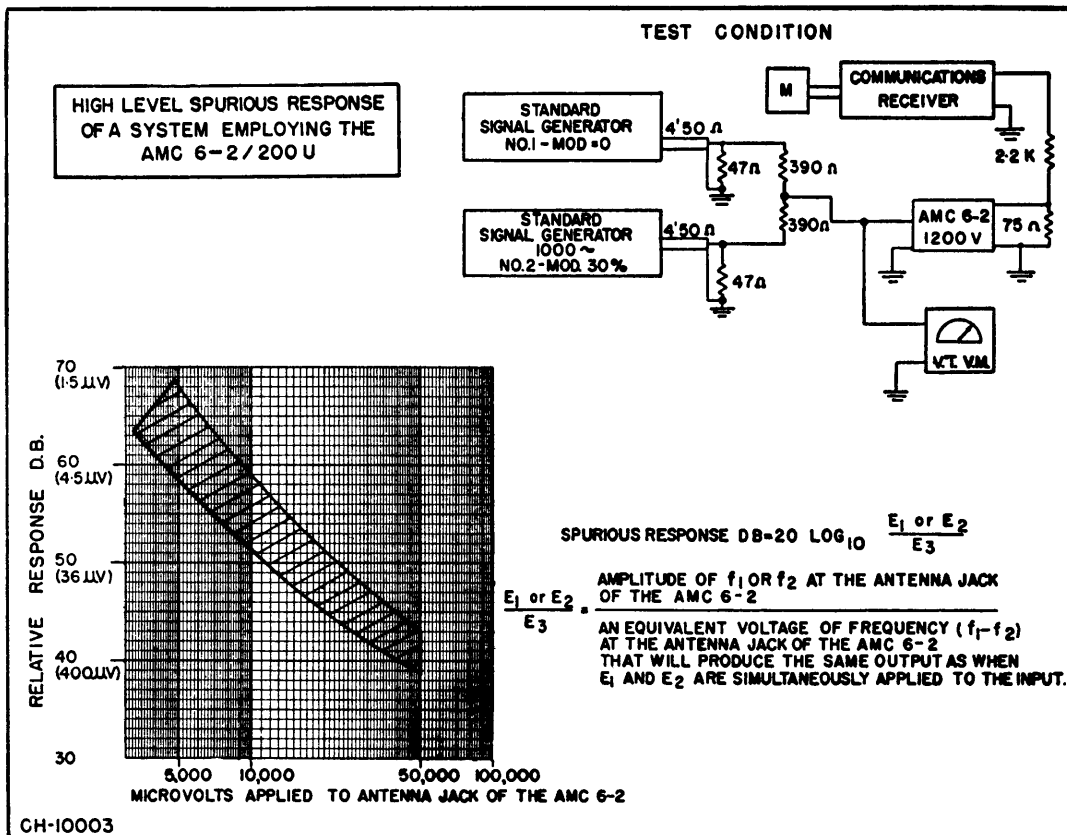 TEST CONDITION
HIGH LEVEL SPURIOUS RESPONSE
OF A SYSTEM EMPLOYING THE
AMC 6-2/200 U
STANDARD
SIGNAL GENERATOR
NO.1-MOD=0
4'50 Ω
47Ω
390 Ω
STANDARD
SIGNAL GENERATOR
1000~
NO.2-MOD. 30%
4'50 Ω
47Ω
390Ω
M
COMMUNICATIONS
RECEIVER
2.2 K
AMC 6-2
1200 V
75 Ω
V.T. V.M.
RELATIVE RESPONSE D.B.
70
(1.5 µV)
60
(4.5 µV)
50
(36 µV)
40
(400µV)
30
5,000
10,000
50,000
100,000
MICROVOLTS APPLIED TO ANTENNA JACK OF THE AMC 6-2
SPURIOUS RESPONSE DB=20 LOG₁₀ E₁ or E₂ / E₃
E₁ or E₂ / E₃ =
AMPLITUDE OF f₁ OR f₂ AT THE ANTENNA JACK
OF THE AMC 6-2
AN EQUIVALENT VOLTAGE OF FREQUENCY (f₁-f₂)
AT THE ANTENNA JACK OF THE AMC 6-2
THAT WILL PRODUCE THE SAME OUTPUT AS WHEN
E₁ AND E₂ ARE SIMULTANEOUSLY APPLIED TO THE INPUT.
CH-10003